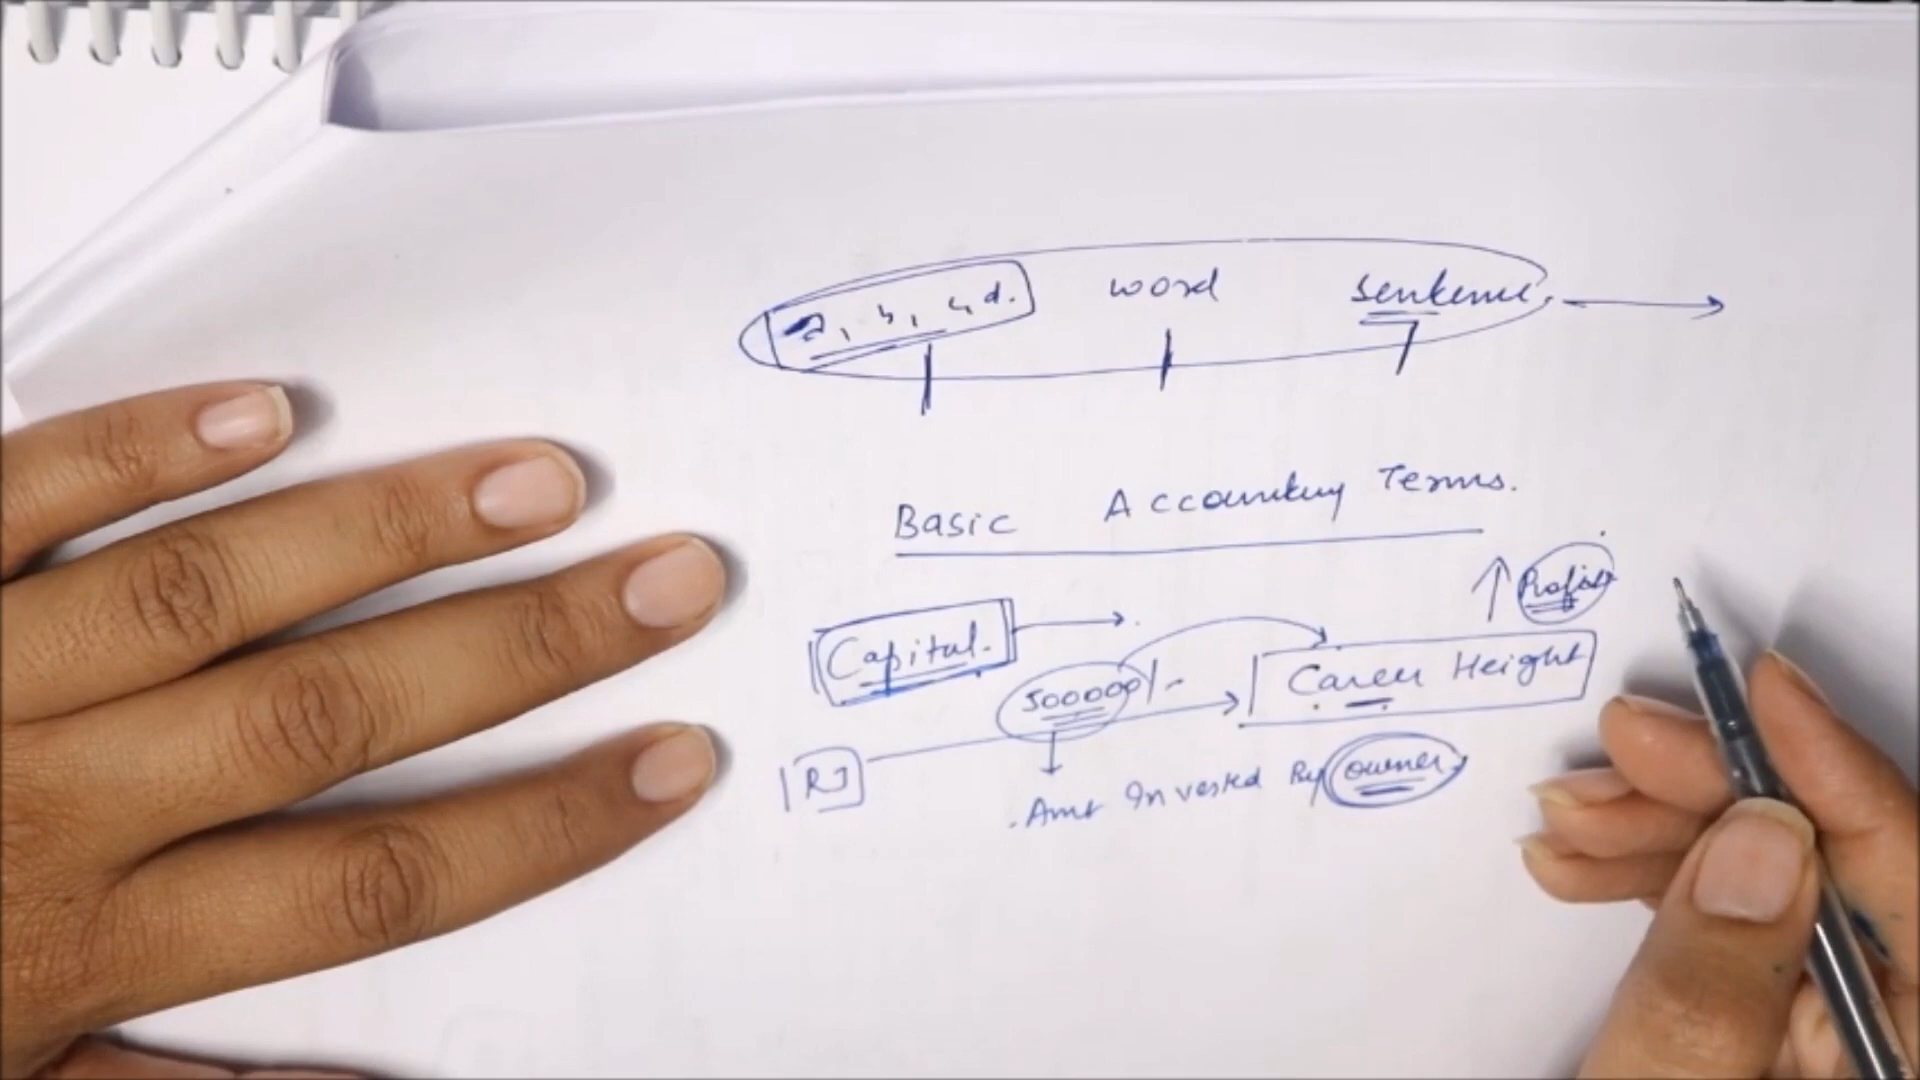 a, b, c, d. word sentence.
Basic Accounting Terms.
↑ Profit
Capital. →
500000/- Career Height
RJ
Amt Invested By owner